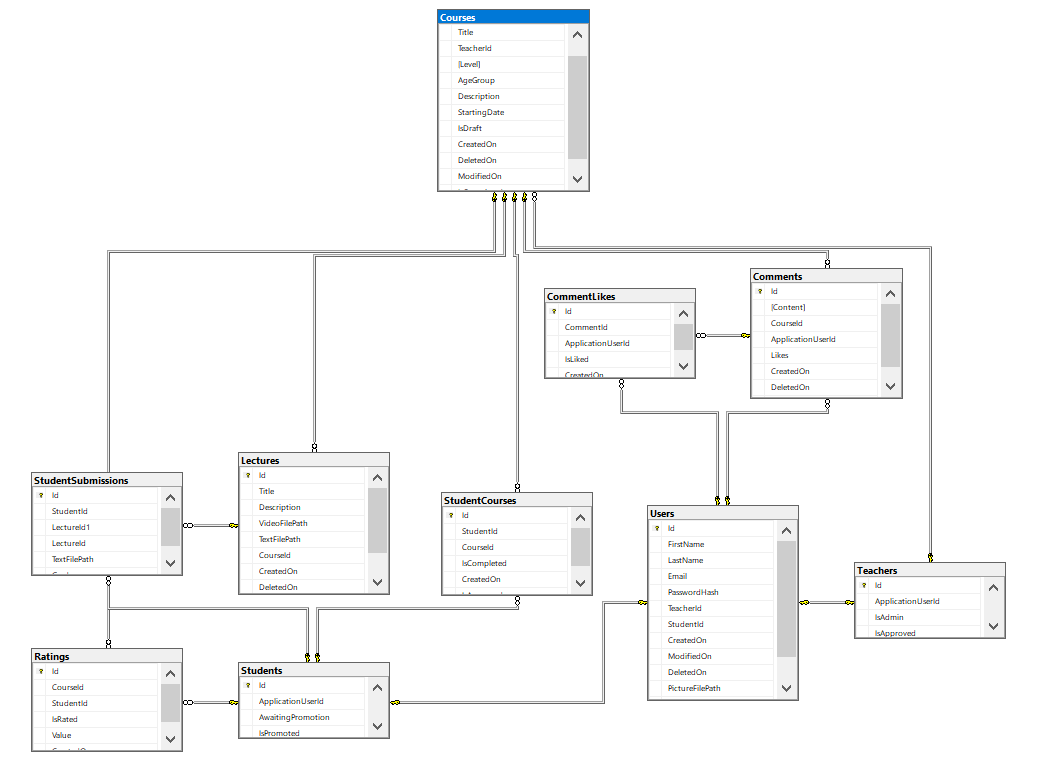 Courses
Title
TeacherId
[Level]
AgeGroup
Description
StartingDate
IsDraft
CreatedOn
DeletedOn
ModifiedOn
CommentLikes
Id
CommentId
ApplicationUserId
IsLiked
CreatedOn
Comments
Id
[Content]
CourseId
ApplicationUserId
Likes
CreatedOn
DeletedOn
StudentSubmissions
Id
StudentId
LectureId1
LectureId
TextFilePath
Lectures
Id
Title
Description
VideoFilePath
TextFilePath
CourseId
CreatedOn
DeletedOn
StudentCourses
Id
StudentId
CourseId
IsCompleted
CreatedOn
Users
Id
FirstName
LastName
Email
PasswordHash
TeacherId
StudentId
CreatedOn
ModifiedOn
DeletedOn
PictureFilePath
Teachers
Id
ApplicationUserId
IsAdmin
IsApproved
Ratings
Id
CourseId
StudentId
IsRated
Value
Students
Id
ApplicationUserId
AwaitingPromotion
IsPromoted